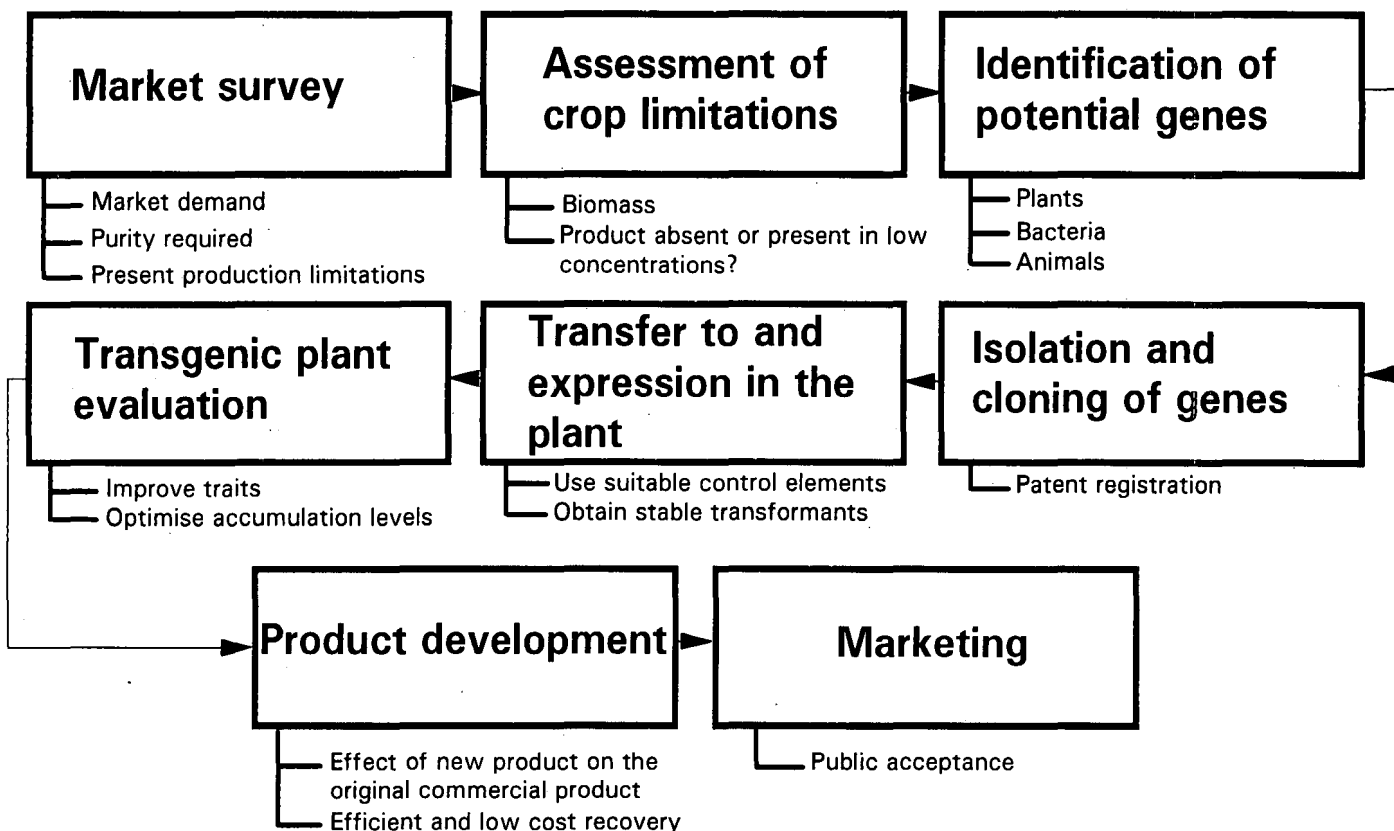 Market survey
Market demand
Purity required
Present production limitations
Assessment of
crop limitations
Biomass
Product absent or present in low
concentrations?
Identification of
potential genes
Plants
Bacteria
Animals
Isolation and
cloning of genes
Patent registration
Transfer to and
expression in the
plant
Use suitable control elements
Obtain stable transformants
Transgenic plant
evaluation
Improve traits
Optimise accumulation levels
Product development
Effect of new product on the
original commercial product
Efficient and low cost recovery
Marketing
Public acceptance